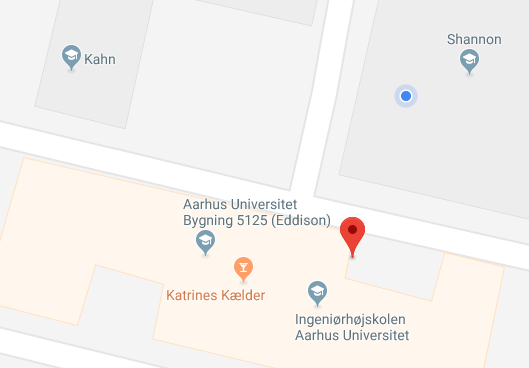 Shannon
Kahn
Aarhus Universitet
Bygning 5125 (Eddison)
Katrines Kælder
Ingeniørhøjskolen
Aarhus Universitet